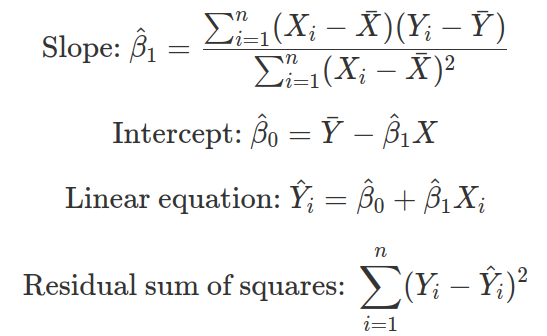 Slope: β̂₁ = ∑ⁿᵢ₌₁(Xᵢ − X̄)(Yᵢ − Ȳ) / ∑ⁿᵢ₌₁(Xᵢ − X̄)²
Intercept: β̂₀ = Ȳ − β̂₁X
Linear equation: Ŷᵢ = β̂₀ + β̂₁Xᵢ
Residual sum of squares: ∑ⁿᵢ₌₁(Yᵢ − Ŷᵢ)²